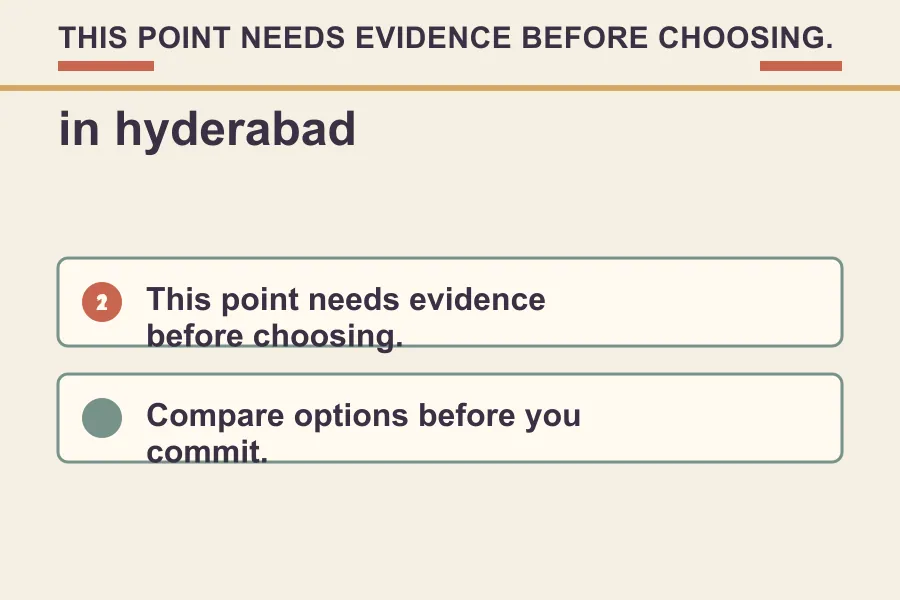 THIS POINT NEEDS EVIDENCE BEFORE CHOOSING.
in hyderabad
2
This point needs evidence
before choosing.
Compare options before you
commit.